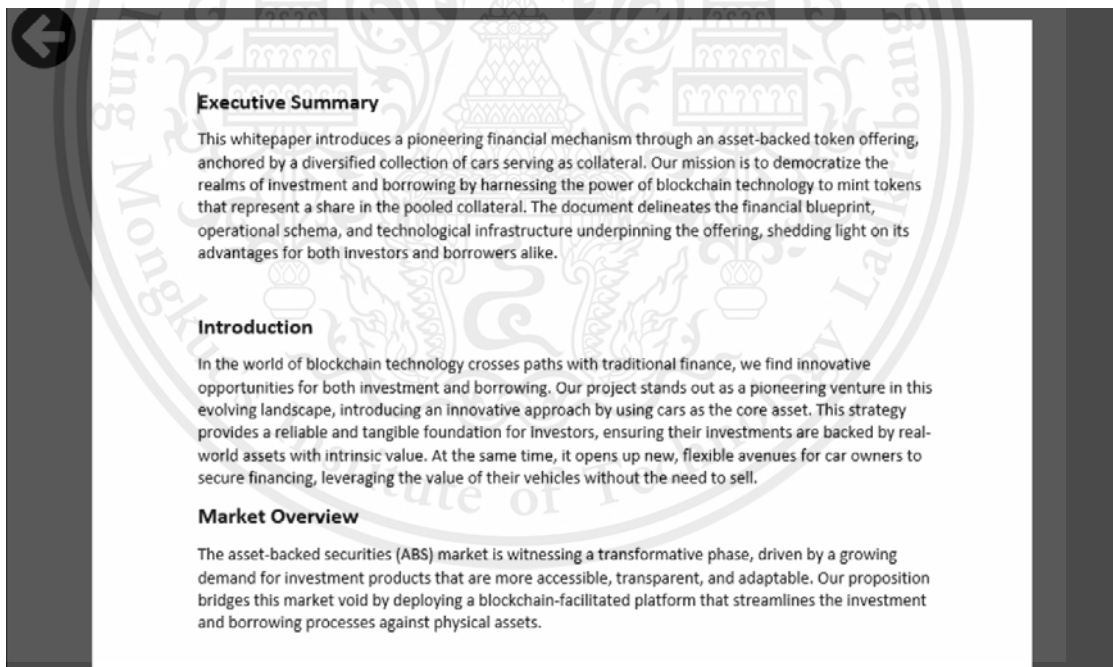 Executive Summary
This whitepaper introduces a pioneering financial mechanism through an asset-backed token offering,
anchored by a diversified collection of cars serving as collateral. Our mission is to democratize the
realms of investment and borrowing by harnessing the power of blockchain technology to mint tokens
that represent a share in the pooled collateral. The document delineates the financial blueprint,
operational schema, and technological infrastructure underpinning the offering, shedding light on its
advantages for both investors and borrowers alike.
Introduction
In the world of blockchain technology crosses paths with traditional finance, we find innovative
opportunities for both investment and borrowing. Our project stands out as a pioneering venture in this
evolving landscape, introducing an innovative approach by using cars as the core asset. This strategy
provides a reliable and tangible foundation for investors, ensuring their investments are backed by real-
world assets with intrinsic value. At the same time, it opens up new, flexible avenues for car owners to
secure financing, leveraging the value of their vehicles without the need to sell.
Market Overview
The asset-backed securities (ABS) market is witnessing a transformative phase, driven by a growing
demand for investment products that are more accessible, transparent, and adaptable. Our proposition
bridges this market void by deploying a blockchain-facilitated platform that streamlines the investment
and borrowing processes against physical assets.
King Mongkut's Institute of Technology Ladkrabang